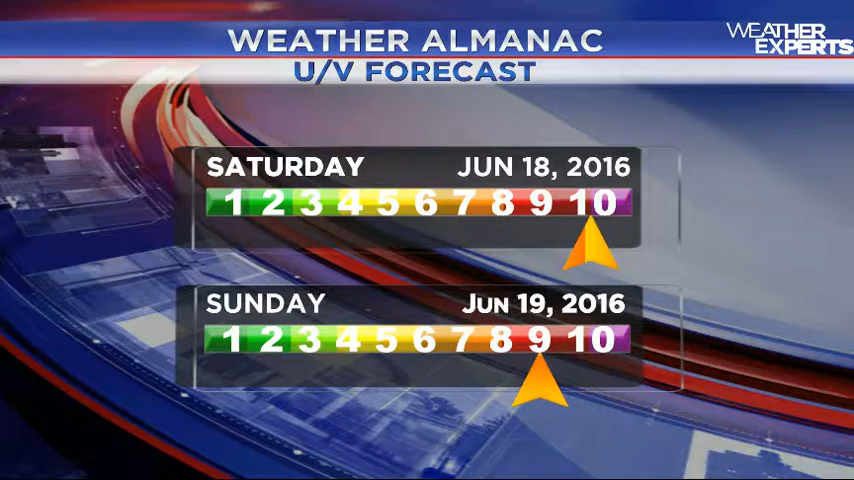 WEATHER ALMANAC
WEATHER
EXPERTS
U/V FORECAST
SATURDAY JUN 18, 2016
1 2 3 4 5 6 7 8 9 10
SUNDAY Jun 19, 2016
1 2 3 4 5 6 7 8 9 10